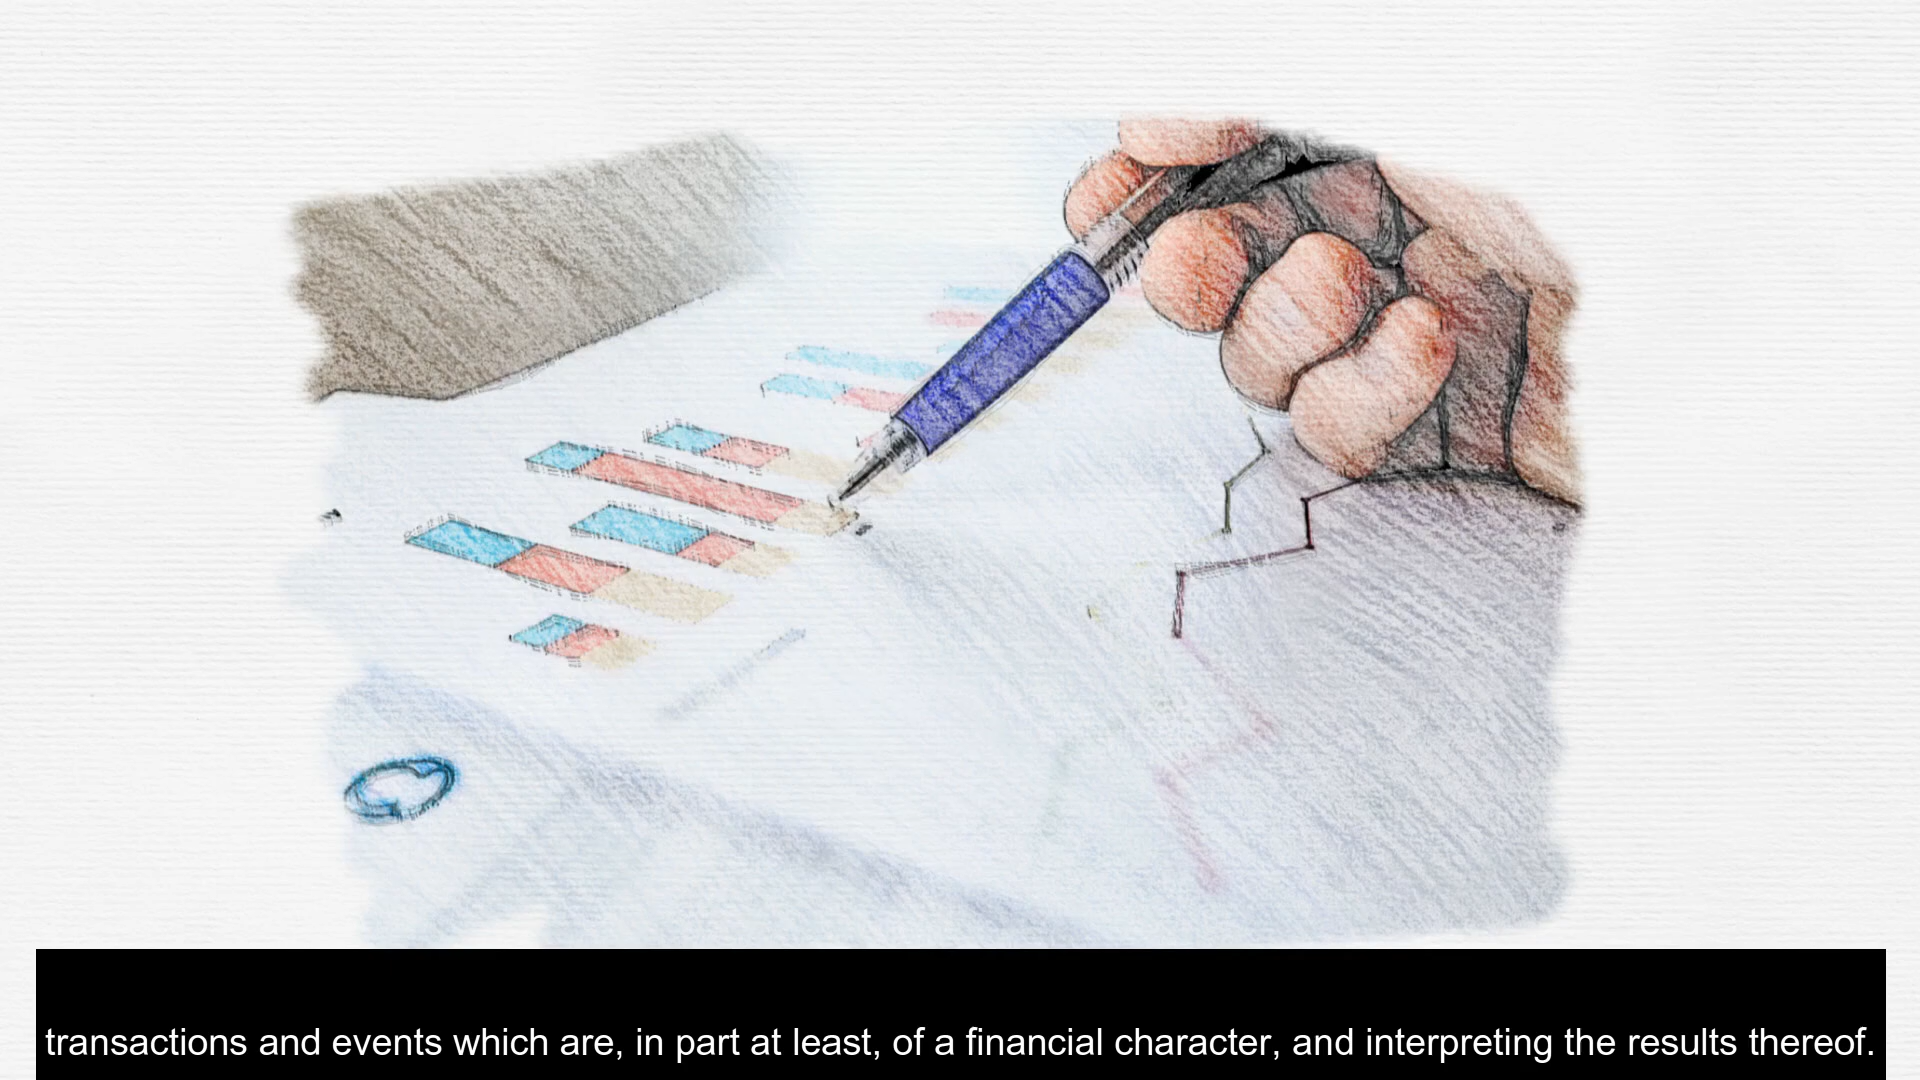 transactions and events which are, in part at least, of a financial character, and interpreting the results thereof.